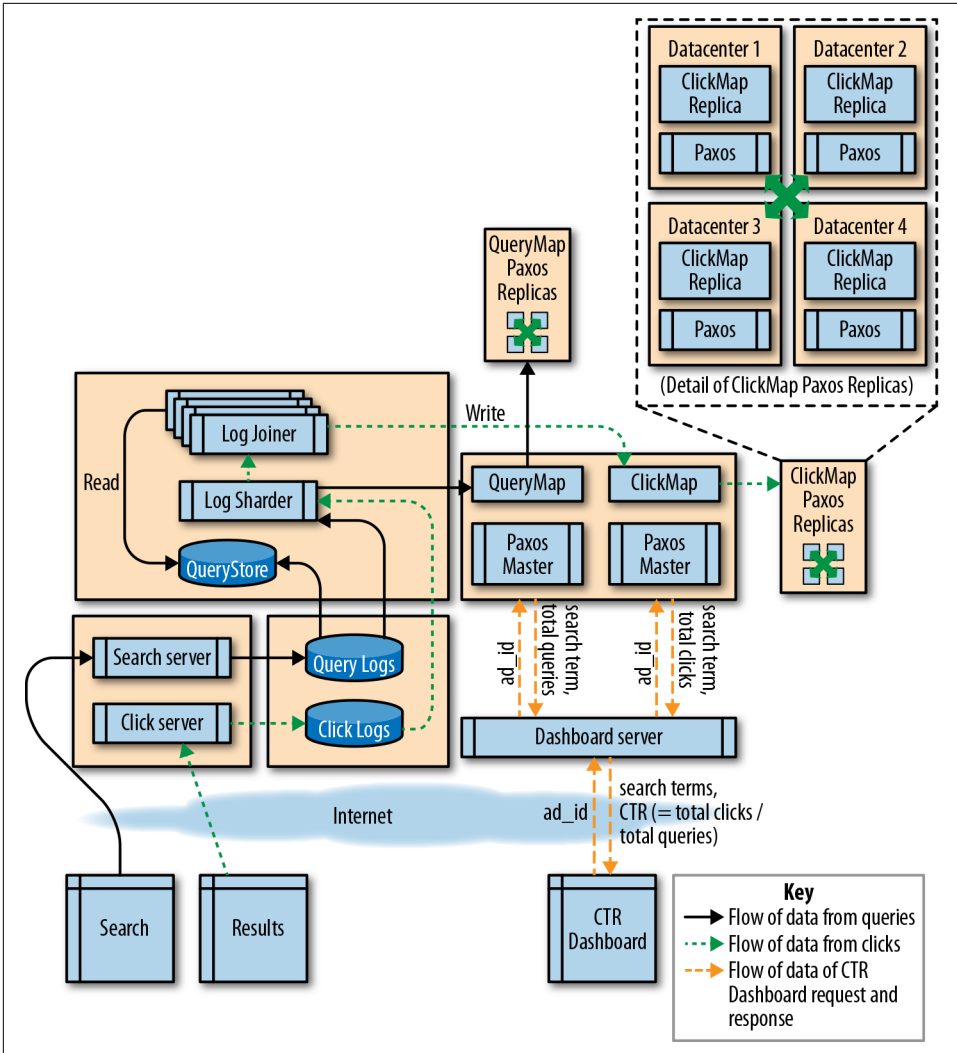 Datacenter 1
ClickMap
Replica
Paxos
Datacenter 2
ClickMap
Replica
Paxos
Datacenter 3
ClickMap
Replica
Paxos
Datacenter 4
ClickMap
Replica
Paxos
(Detail of ClickMap Paxos Replicas)
QueryMap
Paxos
Replicas
Log Joiner
Write
Read
Log Sharder
QueryStore
QueryMap
ClickMap
Paxos
Master
Paxos
Master
ClickMap
Paxos
Replicas
Search server
Query Logs
Click server
Click Logs
ad_id
search term,
total queries
ad_id
search term,
total clicks
Dashboard server
Internet
ad_id
search terms,
CTR (= total clicks /
total queries)
Search
Results
CTR
Dashboard
Key
Flow of data from queries
Flow of data from clicks
Flow of data of CTR
Dashboard request and
response